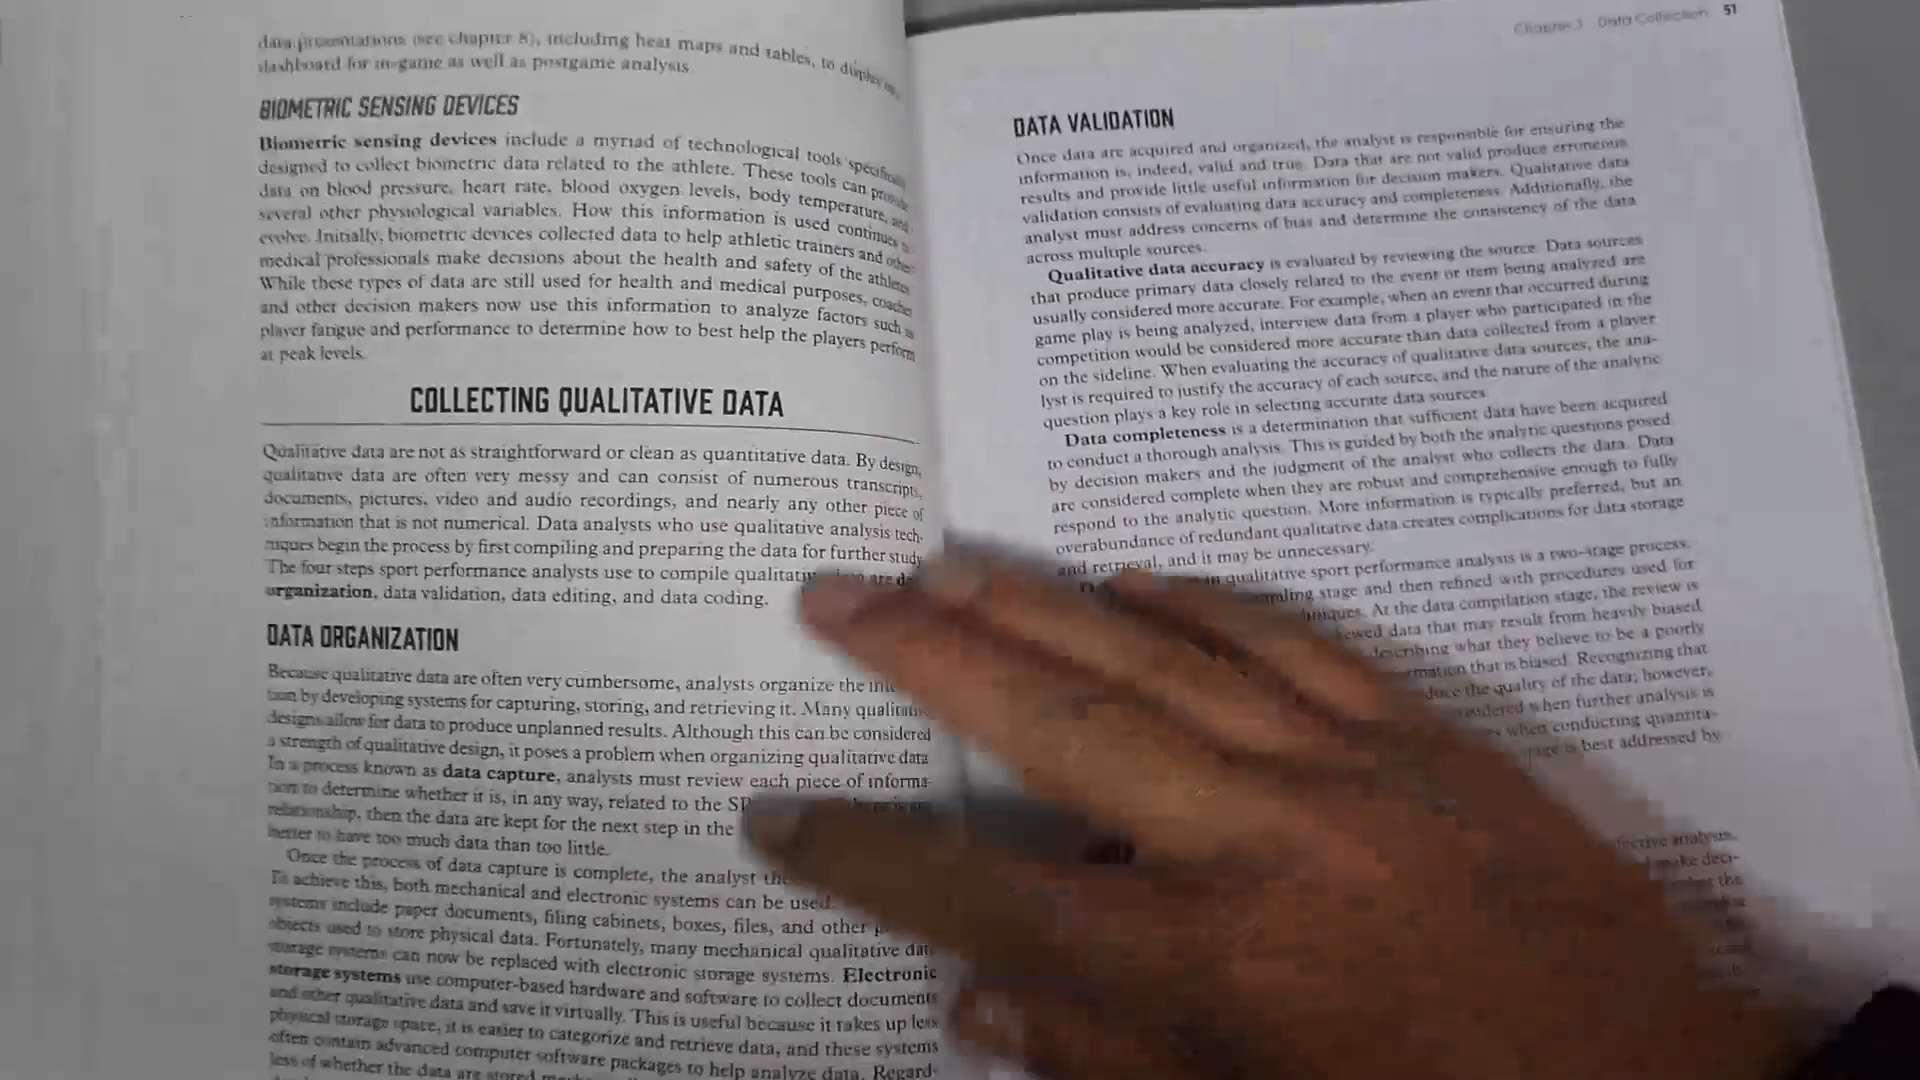 data presentations (see chapter 8), including heat maps and tables, to display
dashboard for in-game as well as postgame analysis.
BIOMETRIC SENSING DEVICES
Biometric sensing devices include a myriad of technological tools specifically
designed to collect biometric data related to the athlete. These tools can provide
data on blood pressure, heart rate, blood oxygen levels, body temperature, and
several other physiological variables. How this information is used continues to
evolve. Initially, biometric devices collected data to help athletic trainers and other
medical professionals make decisions about the health and safety of the athletes.
While these types of data are still used for health and medical purposes, coaches
and other decision makers now use this information to analyze factors such as
player fatigue and performance to determine how to best help the players perform
at peak levels.
COLLECTING QUALITATIVE DATA
Qualitative data are not as straightforward or clean as quantitative data. By design,
qualitative data are often very messy and can consist of numerous transcripts,
documents, pictures, video and audio recordings, and nearly any other piece of
information that is not numerical. Data analysts who use qualitative analysis tech-
niques begin the process by first compiling and preparing the data for further study.
The four steps sport performance analysts use to compile are
organization, data validation, data editing, and data coding.
DATA ORGANIZATION
Because qualitative data are often very cumbersome, analysts organize the
by developing systems for capturing, storing, and retrieving it. Many qualitative
designs allow for data to produce unplanned results. Although this can be considered
a strength of qualitative design, it poses a problem when organizing qualitative data.
In a process known as data capture, analysts must review each piece of informa-
tion to determine whether it is, in any way, related to the
relationship, then the data are kept for the next step in the
better to have too much data than too little.
Once the process of data capture is complete, the analyst
To achieve this, both mechanical and electronic systems can be used.
systems include paper documents, filing cabinets, boxes, files, and other
objects used to store physical data. Fortunately, many mechanical qualitative data
storage systems can now be replaced with electronic storage systems. Electronic
storage systems use computer-based hardware and software to collect documents
and other qualitative data and save it virtually. This is useful because it takes up less
physical storage space, it is easier to categorize and retrieve data, and these systems
often contain advanced computer software packages to help analyze data. Regard-
less of whether the data are stored
Chapter 3 Data Collection 51
DATA VALIDATION
Once data are acquired and organized, the analyst is responsible for ensuring the
information is, indeed, valid and true. Data that are not valid produce erroneous
results and provide little useful information for decision makers. Qualitative data
validation consists of evaluating data accuracy and completeness. Additionally, the
analyst must address concerns of bias and determine the consistency of the data
across multiple sources.
Qualitative data accuracy is evaluated by reviewing the source. Data sources
that produce primary data closely related to the event or item being analyzed are
usually considered more accurate. For example, when an event that occurred during
game play is being analyzed, interview data from a player who participated in the
competition would be considered more accurate than data collected from a player
on the sideline. When evaluating the accuracy of qualitative data sources, the ana-
lyst is required to justify the accuracy of each source, and the nature of the analytic
question plays a key role in selecting accurate data sources.
Data completeness is a determination that sufficient data have been acquired
to conduct a thorough analysis. This is guided by both the analytic questions posed
by decision makers and the judgment of the analyst who collects the data. Data
are considered complete when they are robust and comprehensive enough to fully
respond to the analytic question. More information is typically preferred, but an
overabundance of redundant qualitative data creates complications for data storage
and retrieval, and it may be unnecessary.
in qualitative sport performance analysis is a two-stage process.
stage and then refined with procedures used for
At the data compilation stage, the review is
data that may result from heavily biased
describing what they believe to be a poorly
that is biased. Recognizing that
the quality of the data; however,
when further analysis is
when conducting quantita-
is best addressed by
analysis.
make deci-
the